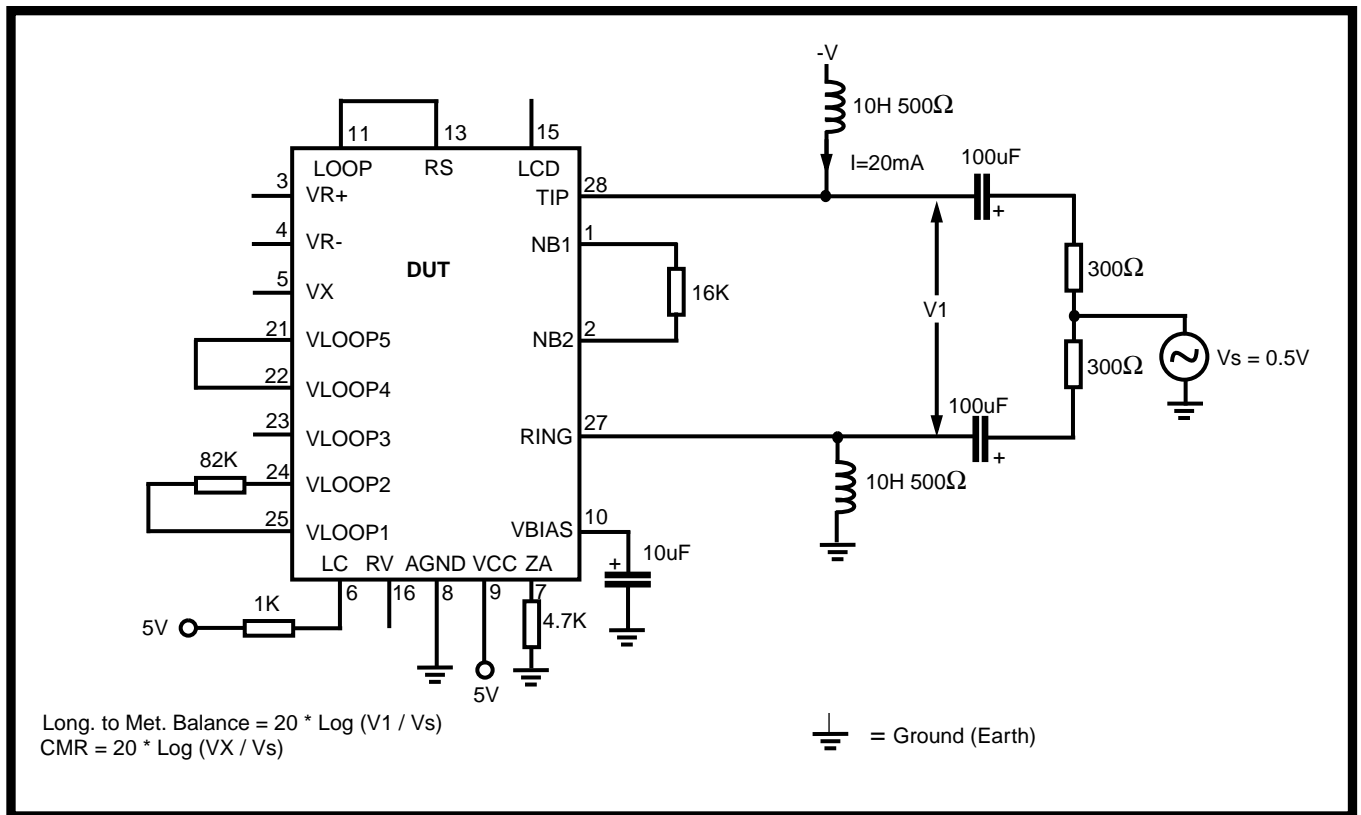 -V
10H 500Ω
I=20mA
100uF
+
11
13
15
LOOP
RS
LCD
3
VR+
28
TIP
4
VR-
1
NB1
DUT
300Ω
5
VX
16K
V1
21
VLOOP5
2
NB2
300Ω
Vs = 0.5V
22
VLOOP4
100uF
+
23
VLOOP3
27
RING
82K
24
VLOOP2
10H 500Ω
25
VLOOP1
10
VBIAS
+
10uF
LC
RV
AGND
VCC
ZA
6
16
8
9
7
1K
5V
4.7K
5V
Long. to Met. Balance = 20 * Log (V1 / Vs)
CMR = 20 * Log (VX / Vs)
= Ground (Earth)